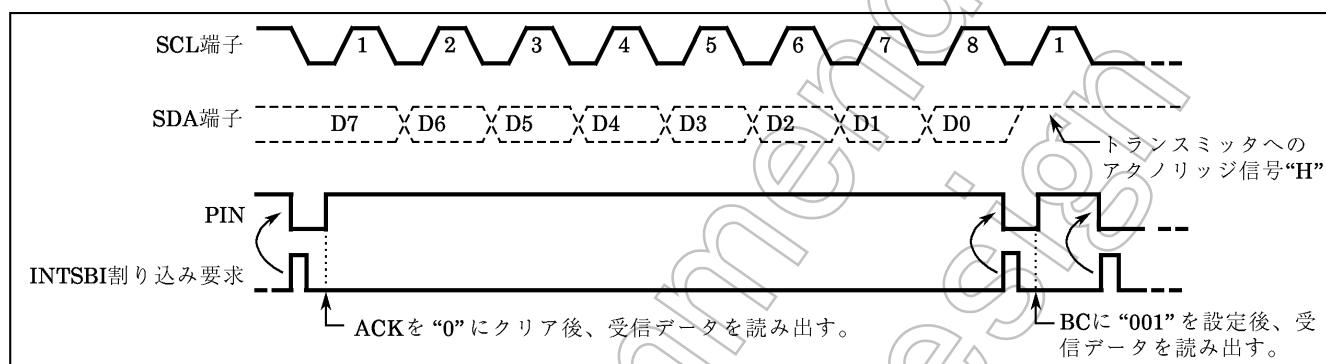 SCL端子
1 2 3 4 5 6 7 8 1
SDA端子
D7 D6 D5 D4 D3 D2 D1 D0
トランスミッタへの
アクノリッジ信号“H”
PIN
INTSBI割り込み要求
ACKを “0” にクリア後、受信データを読み出す。
BCに “001” を設定後、受
信データを読み出す。